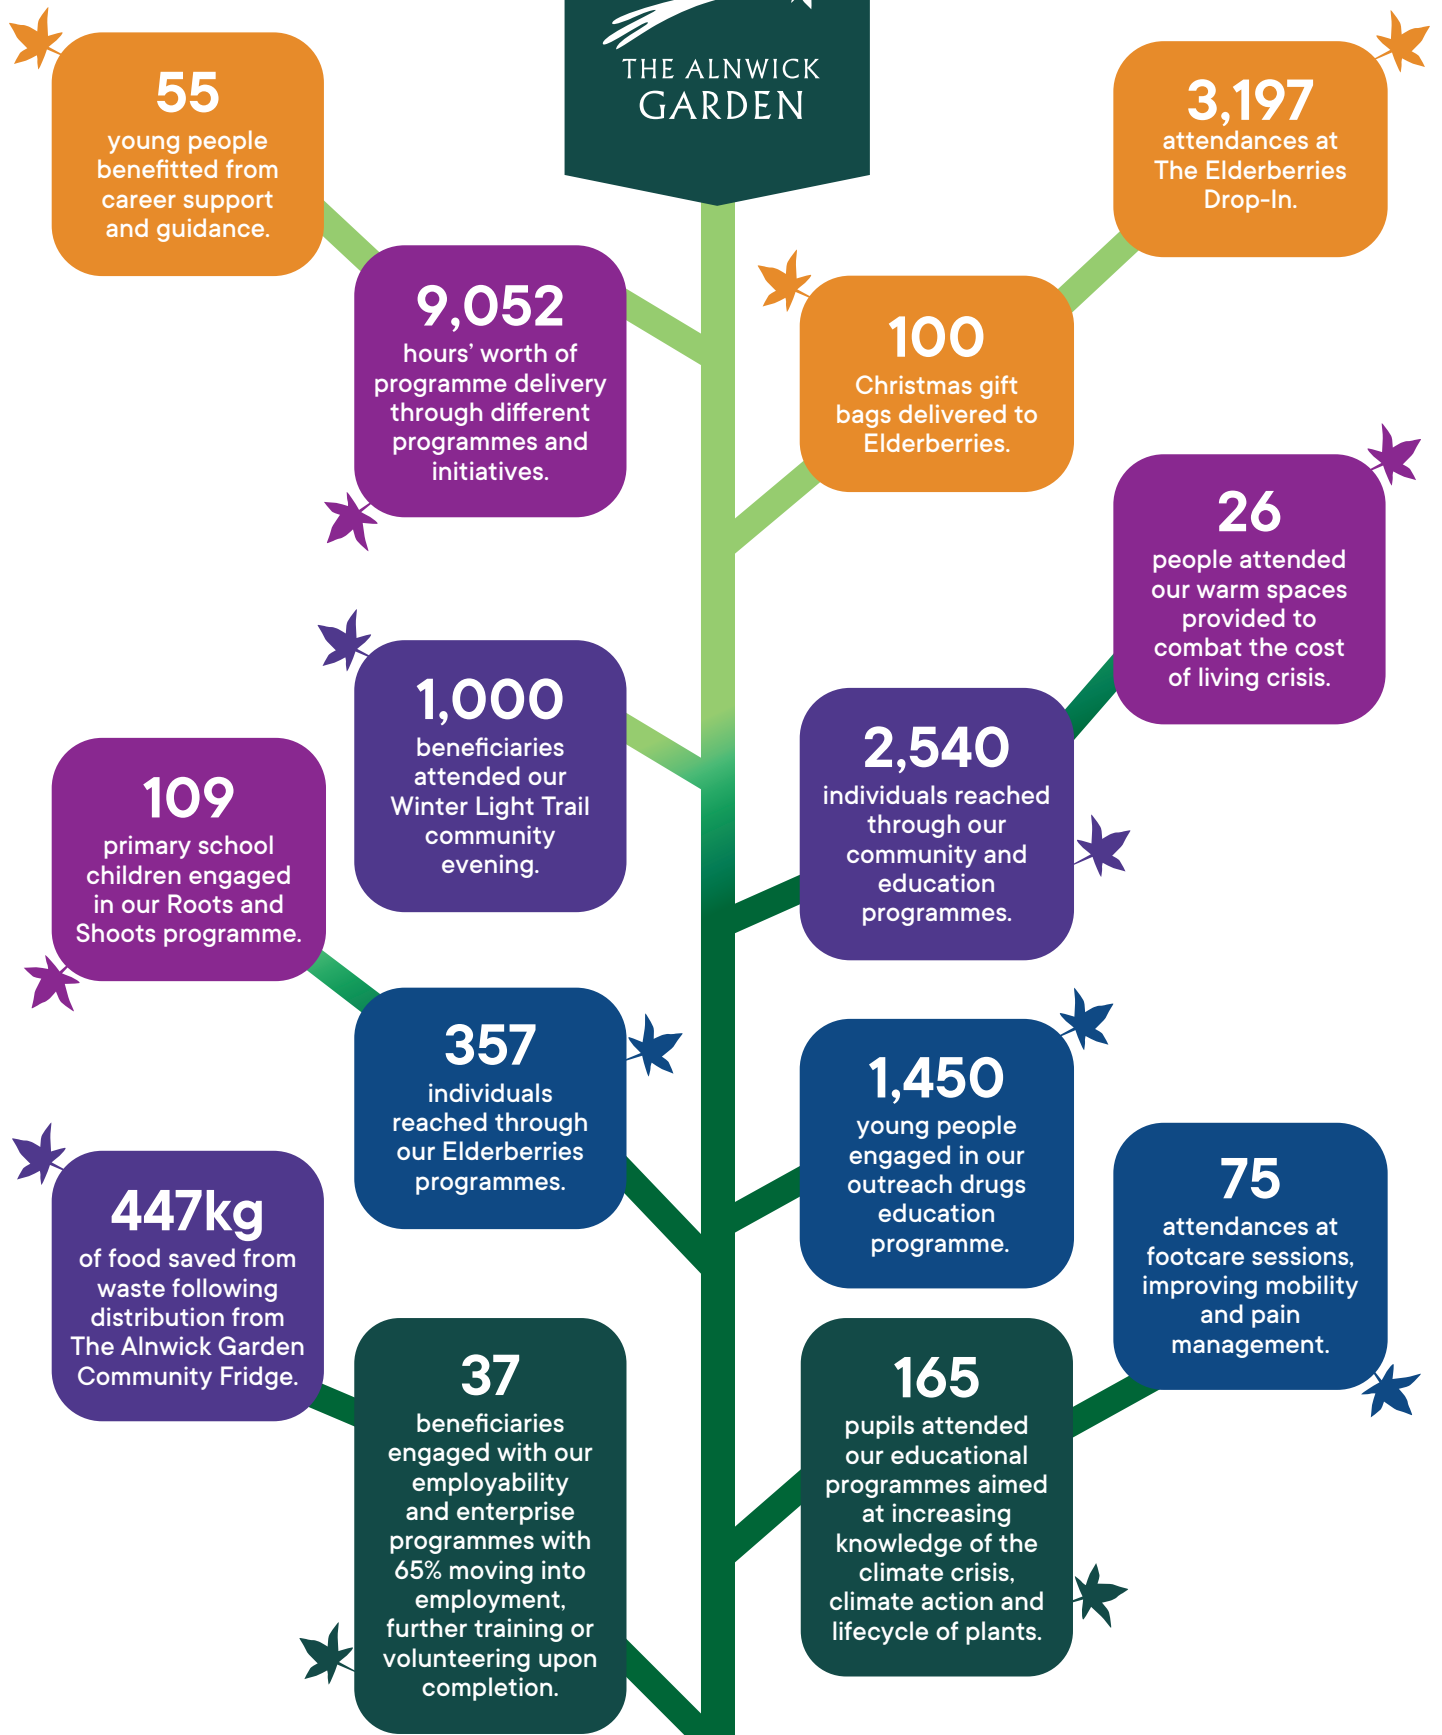 THE ALNWICK
GARDEN
55
young people
benefitted from
career support
and guidance.
3,197
attendances at
The Elderberries
Drop-In.
9,052
hours’ worth of
programme delivery
through different
programmes and
initiatives.
100
Christmas gift
bags delivered to
Elderberries.
26
people attended
our warm spaces
provided to
combat the cost
of living crisis.
1,000
beneficiaries
attended our
Winter Light Trail
community
evening.
2,540
individuals reached
through our
community and
education
programmes.
109
primary school
children engaged
in our Roots and
Shoots programme.
357
individuals
reached through
our Elderberries
programmes.
1,450
young people
engaged in our
outreach drugs
education
programme.
75
attendances at
footcare sessions,
improving mobility
and pain
management.
447kg
of food saved from
waste following
distribution from
The Alnwick Garden
Community Fridge.
37
beneficiaries
engaged with our
employability
and enterprise
programmes with
65% moving into
employment,
further training or
volunteering upon
completion.
165
pupils attended
our educational
programmes aimed
at increasing
knowledge of the
climate crisis,
climate action and
lifecycle of plants.